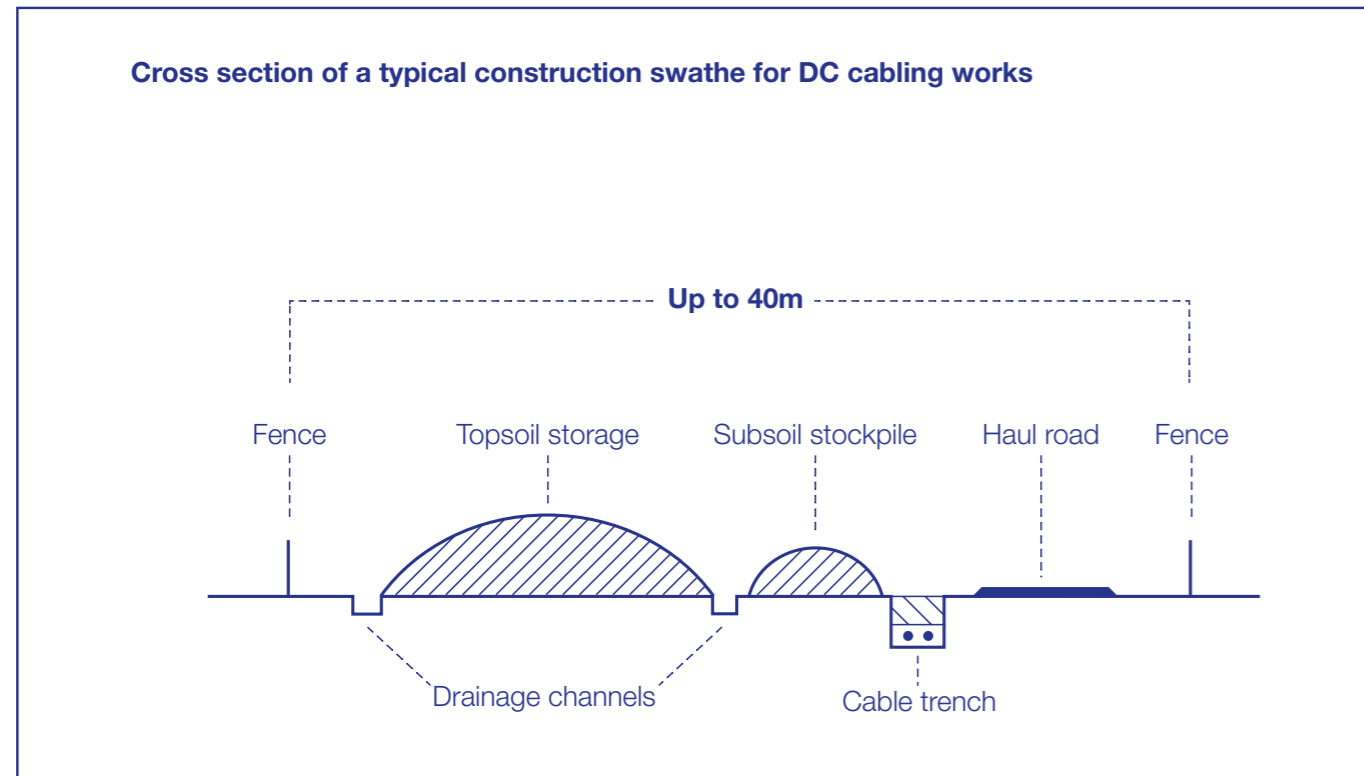 Cross section of a typical construction swathe for DC cabling works
Up to 40m
Fence
Topsoil storage
Subsoil stockpile
Haul road
Fence
Drainage channels
Cable trench